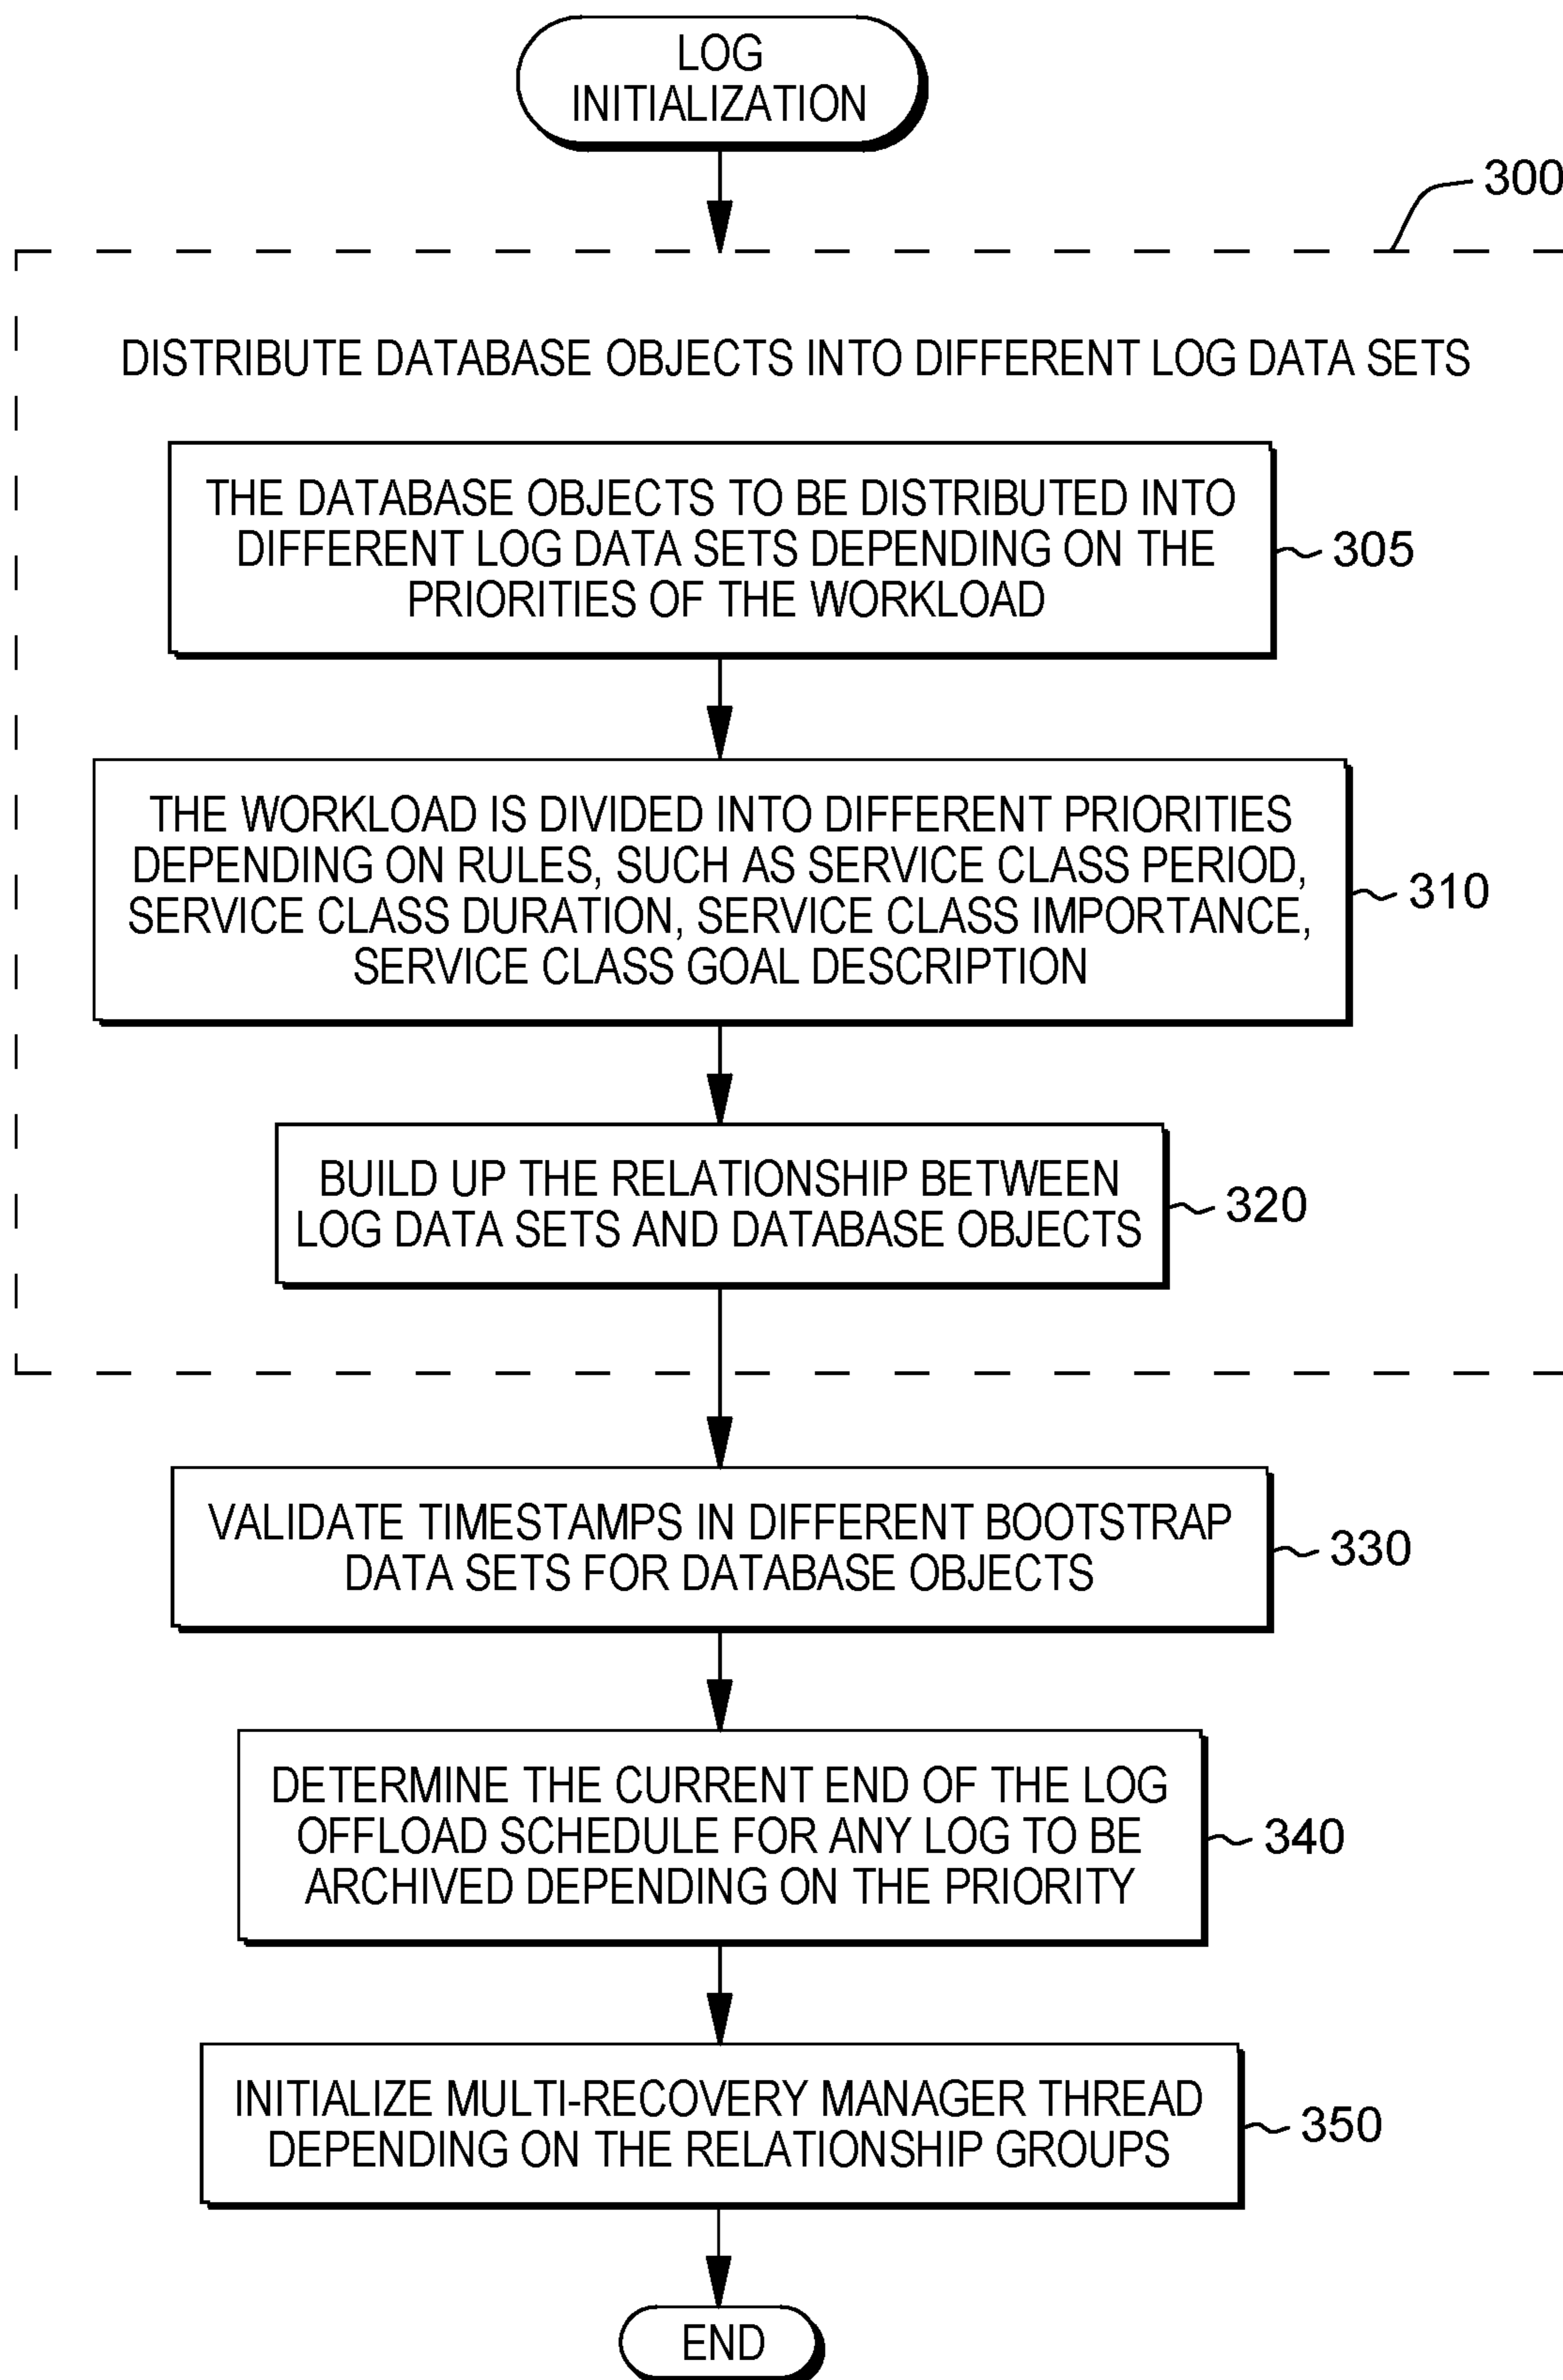 LOG
INITIALIZATION
300
DISTRIBUTE DATABASE OBJECTS INTO DIFFERENT LOG DATA SETS
THE DATABASE OBJECTS TO BE DISTRIBUTED INTO
DIFFERENT LOG DATA SETS DEPENDING ON THE
PRIORITIES OF THE WORKLOAD
305
THE WORKLOAD IS DIVIDED INTO DIFFERENT PRIORITIES
DEPENDING ON RULES, SUCH AS SERVICE CLASS PERIOD,
SERVICE CLASS DURATION, SERVICE CLASS IMPORTANCE,
SERVICE CLASS GOAL DESCRIPTION
310
BUILD UP THE RELATIONSHIP BETWEEN
LOG DATA SETS AND DATABASE OBJECTS
320
VALIDATE TIMESTAMPS IN DIFFERENT BOOTSTRAP
DATA SETS FOR DATABASE OBJECTS
330
DETERMINE THE CURRENT END OF THE LOG
OFFLOAD SCHEDULE FOR ANY LOG TO BE
ARCHIVED DEPENDING ON THE PRIORITY
340
INITIALIZE MULTI-RECOVERY MANAGER THREAD
DEPENDING ON THE RELATIONSHIP GROUPS
350
END